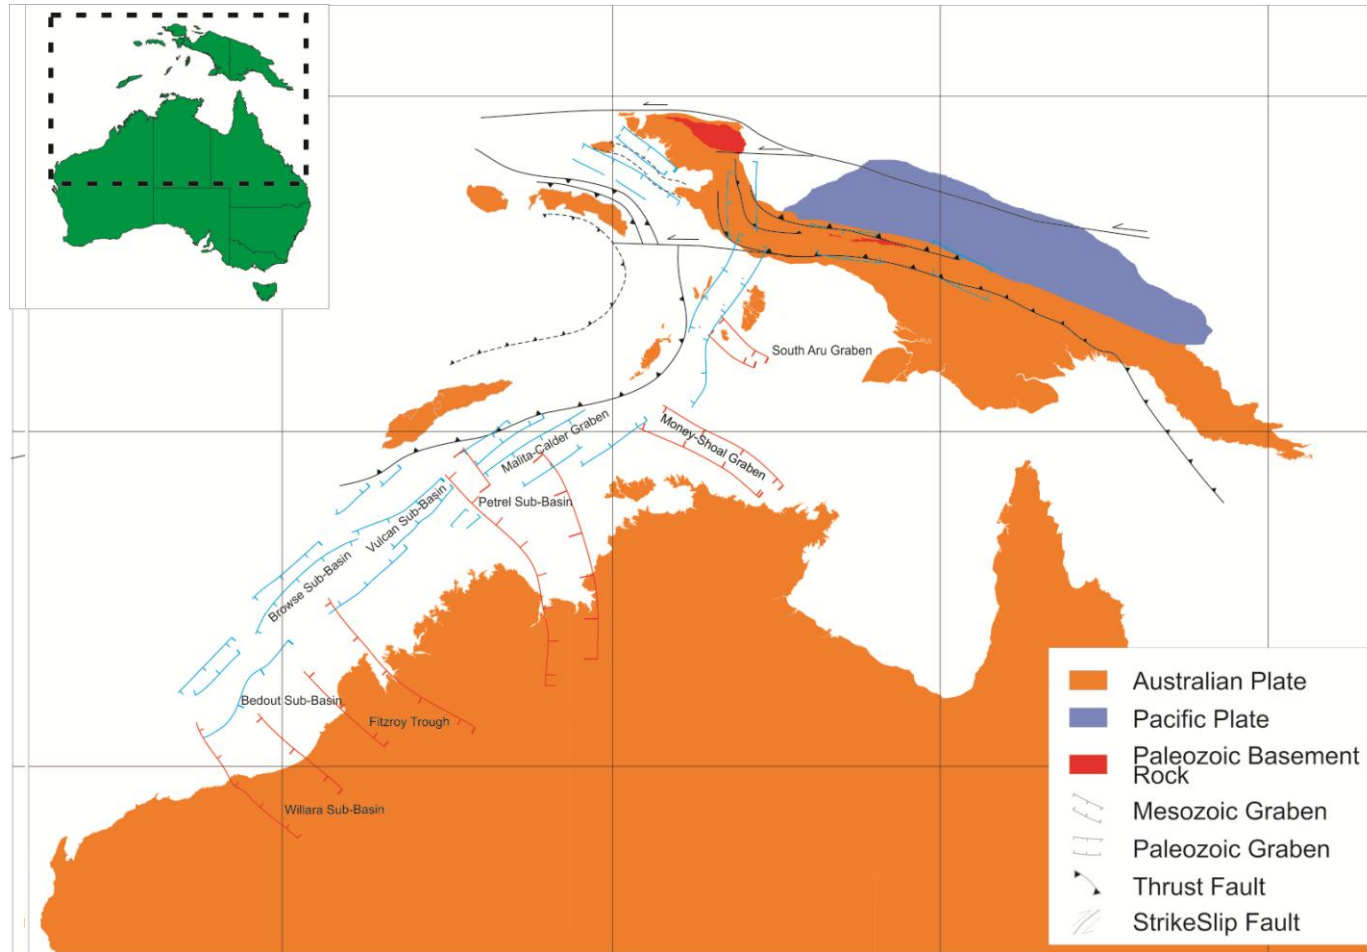 South Aru Graben
Money-Shoal Graben
Malita-Calder Graben
Petrel Sub-Basin
Vulcan Sub-Basin
Browse Sub-Basin
Bedout Sub-Basin
Fitzroy Trough
Willara Sub-Basin
Australian Plate
Pacific Plate
Paleozoic Basement
Rock
Mesozoic Graben
Paleozoic Graben
Thrust Fault
StrikeSlip Fault